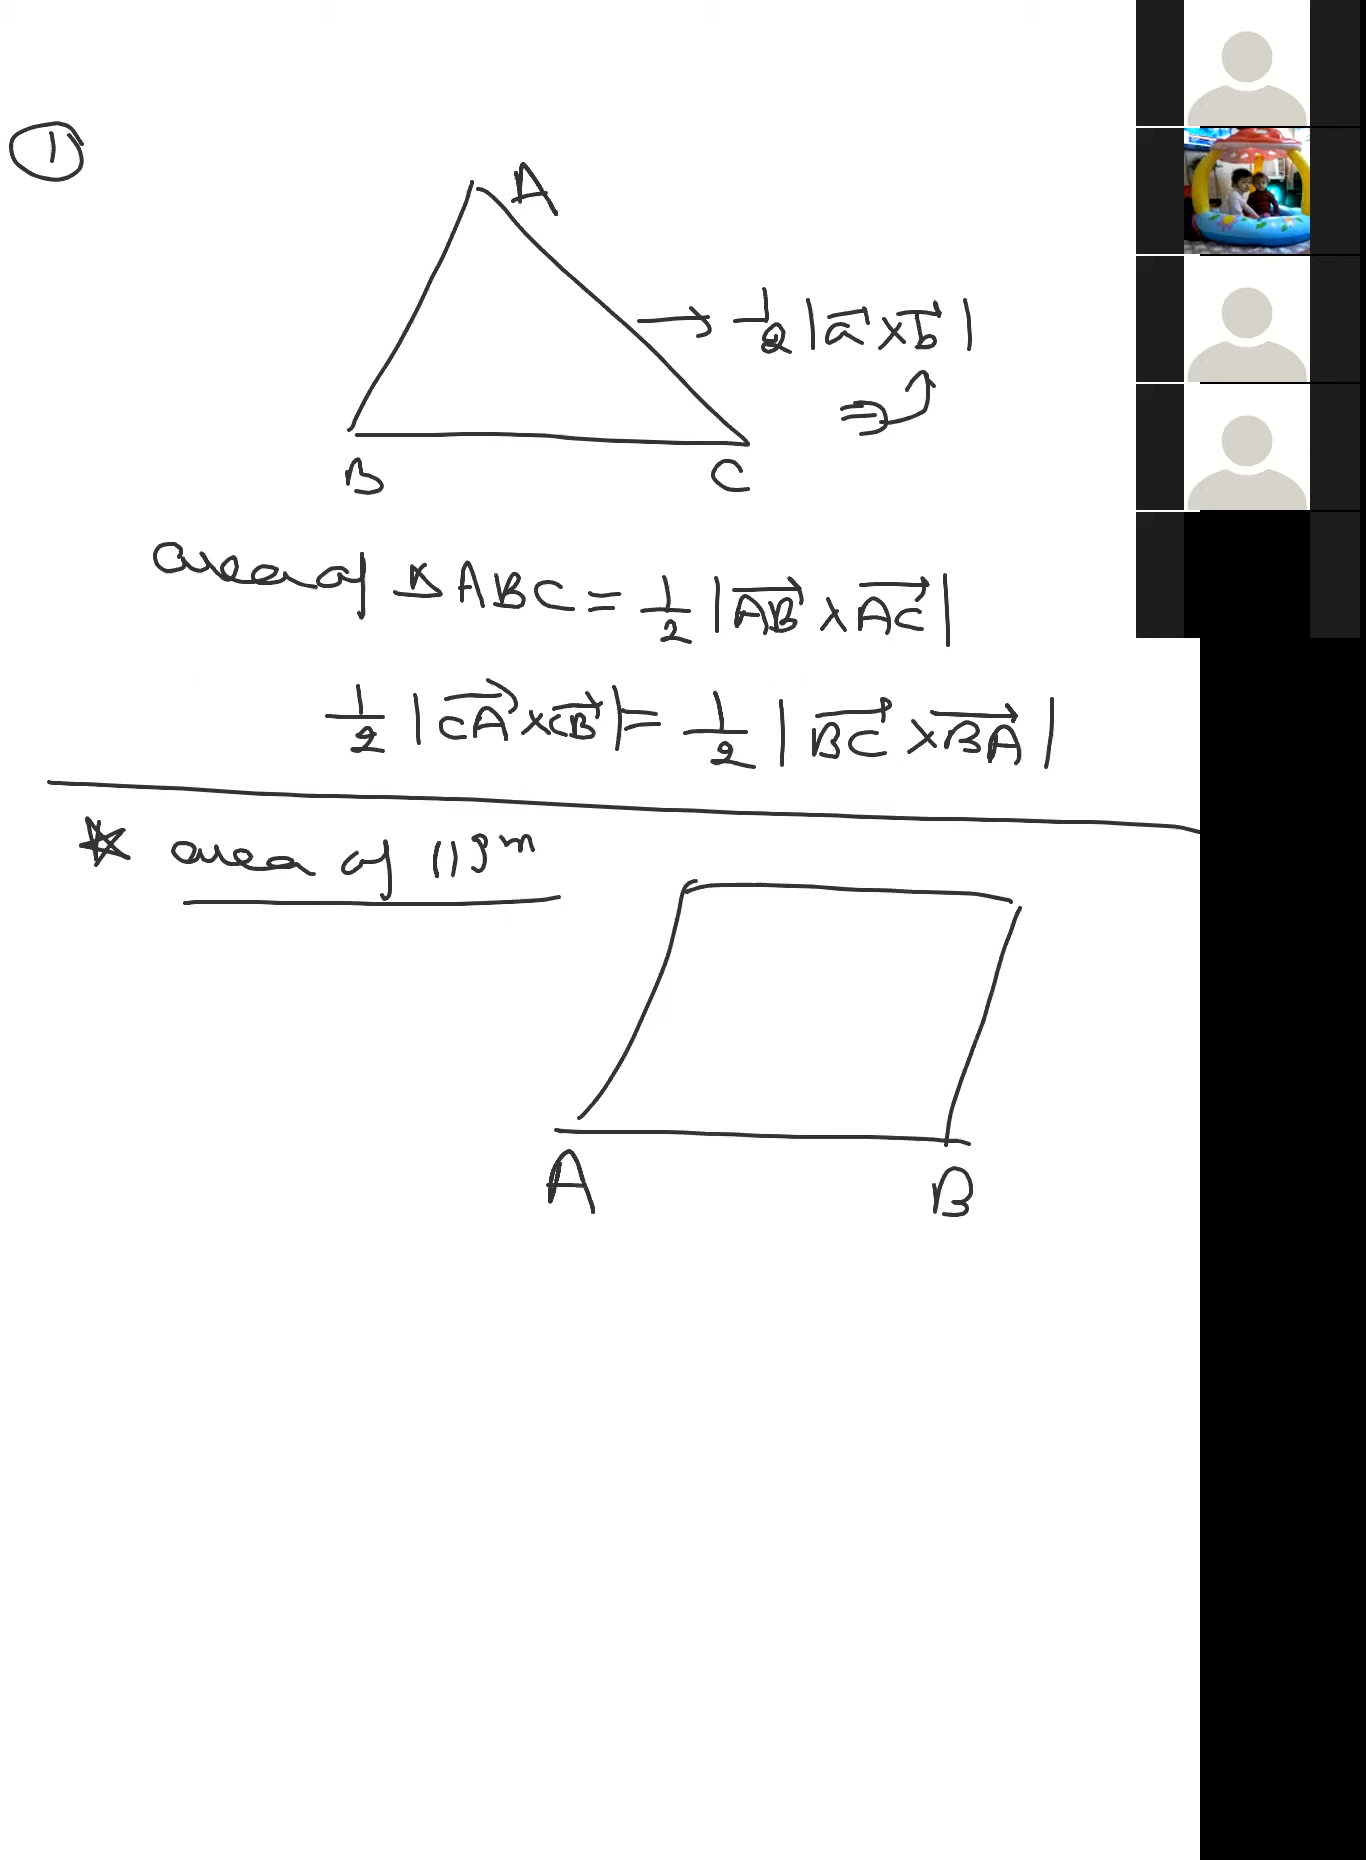 ①
A
→ 1/2 |a⃗ × b⃗|
⇒
B C
area of Δ ABC = 1/2 |AB⃗ × AC⃗|
1/2 |CA⃗ × CB⃗| = 1/2 |BC⃗ × BA⃗|
☆ area of ||gm
A B